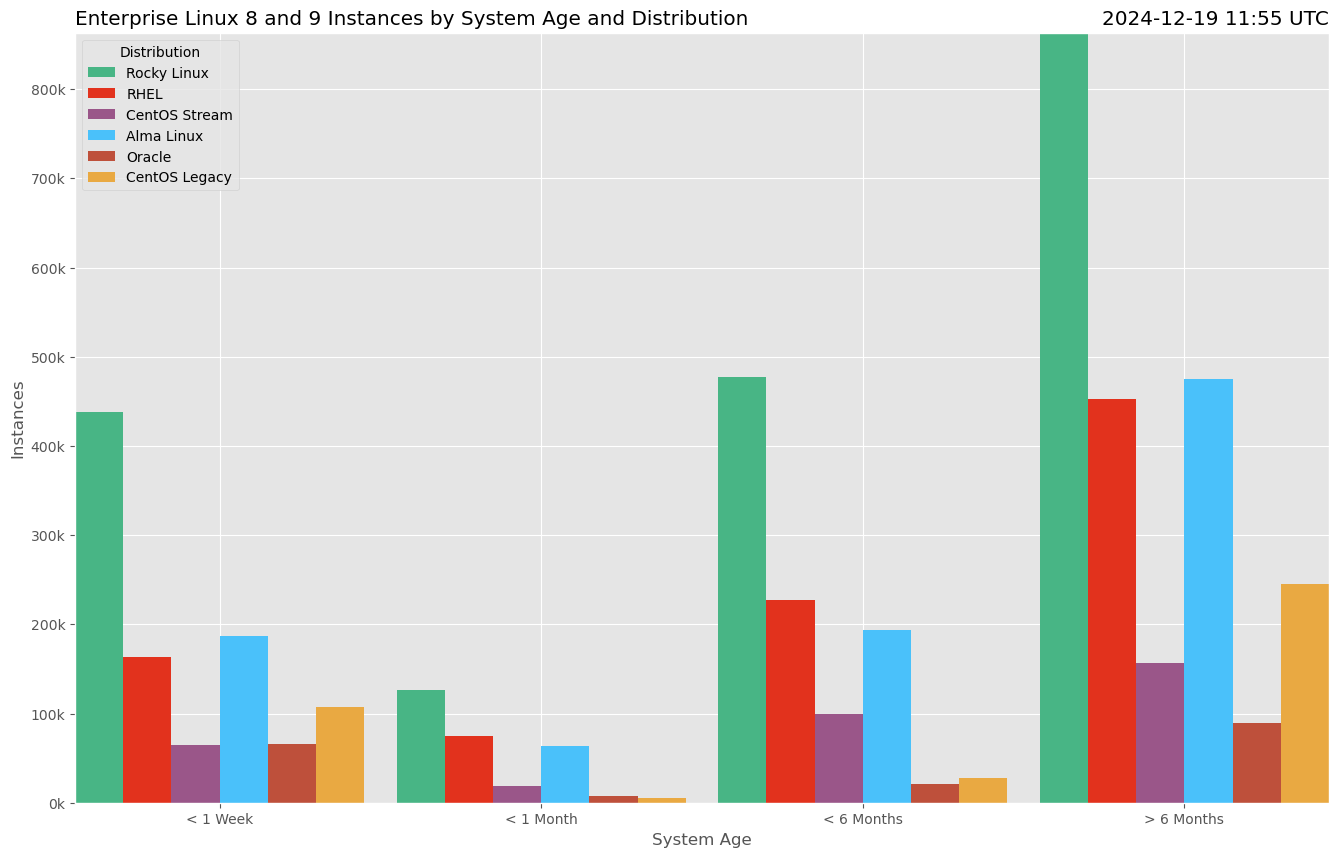 Enterprise Linux 8 and 9 Instances by System Age and Distribution
2024-12-19 11:55 UTC
Distribution
Rocky Linux
RHEL
CentOS Stream
Alma Linux
Oracle
CentOS Legacy
800k
700k
600k
500k
400k
300k
200k
100k
0k
Instances
< 1 Week
< 1 Month
< 6 Months
> 6 Months
System Age